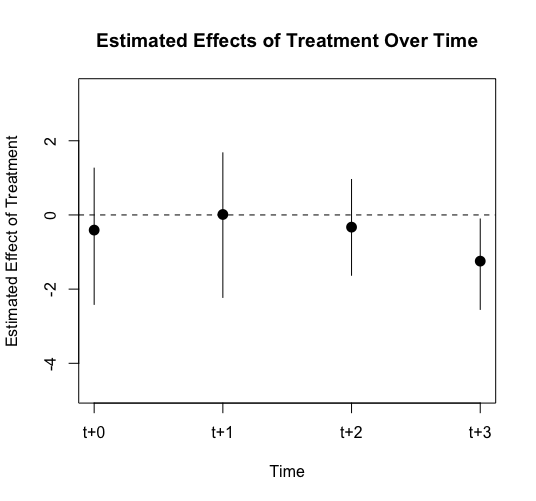 Estimated Effects of Treatment Over Time
Estimated Effect of Treatment
2
0
-2
-4
t+0 t+1 t+2 t+3
Time